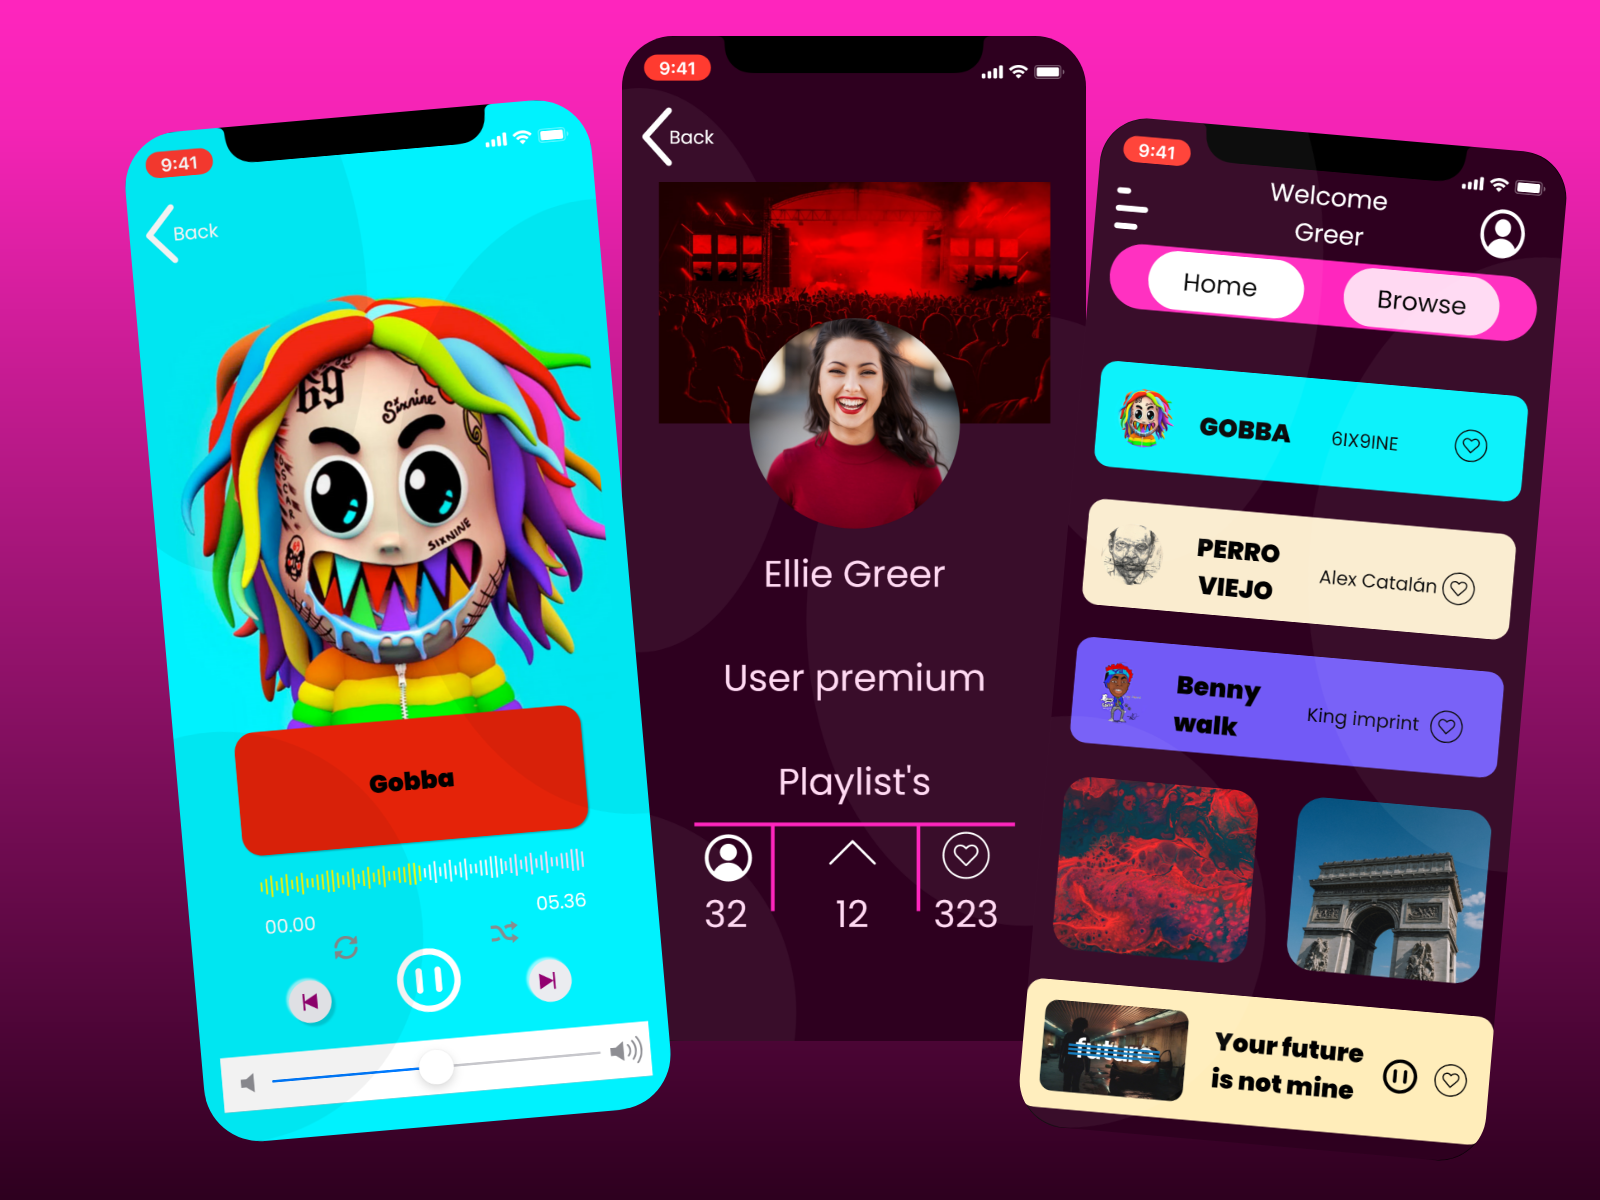 9:41
Back
69
Sixnine
SIXNINE
Gobba
00.00
05.36
9:41
Back
Ellie Greer
User premium
Playlist's
32
12
323
9:41
Welcome
Greer
Home
Browse
GOBBA
6IX9INE
PERRO
VIEJO
Alex Catalán
Benny
walk
King imprint
future
Your future
is not mine